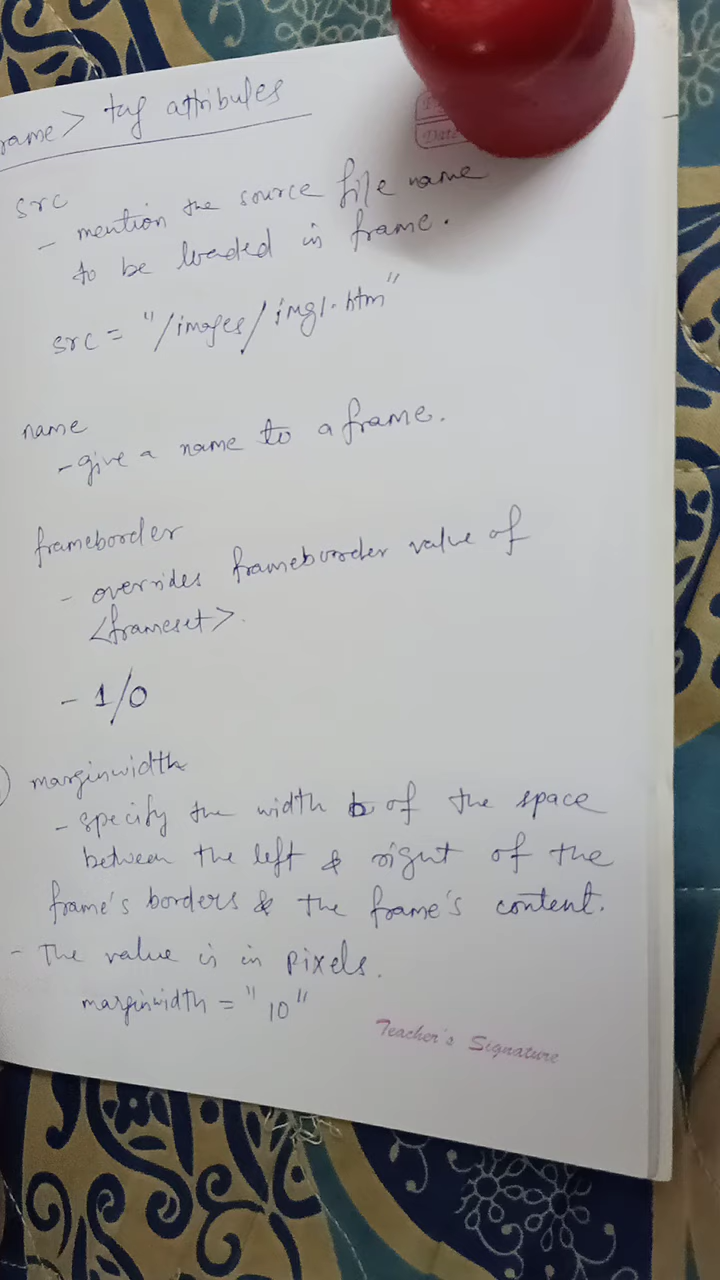 rame> tag attributes
Date
src
- mention the source file name
to be loaded in frame.
src = "/images/img1.htm"
name
- give a name to a frame.
frameborder
- overrides frameborder value of
<frameset>.
- 1/0
marginwidth
- specify the width b of the space
between the left & right of the
frame's borders & the frame's content.
- The value is in pixels.
marginwidth = "10"
Teacher's Signature